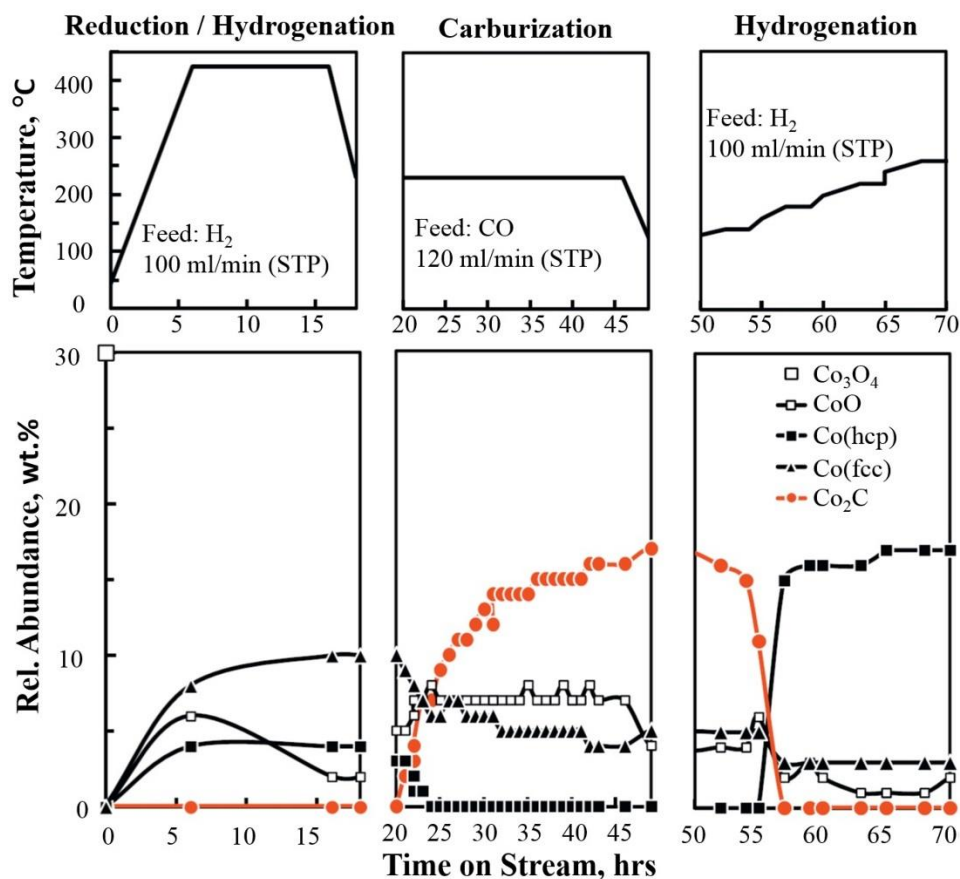 Reduction / Hydrogenation
Carburization
Hydrogenation
Temperature, °C
400
300
200
100
0
Feed: H₂
100 ml/min (STP)
0 5 10 15
Feed: CO
120 ml/min (STP)
20 25 30 35 40 45
Feed: H₂
100 ml/min (STP)
50 55 60 65 70
Rel. Abundance, wt.%
30
20
10
0
Co₃O₄
CoO
Co(hcp)
Co(fcc)
Co₂C
0 5 10 15
20 25 30 35 40 45
50 55 60 65 70
Time on Stream, hrs